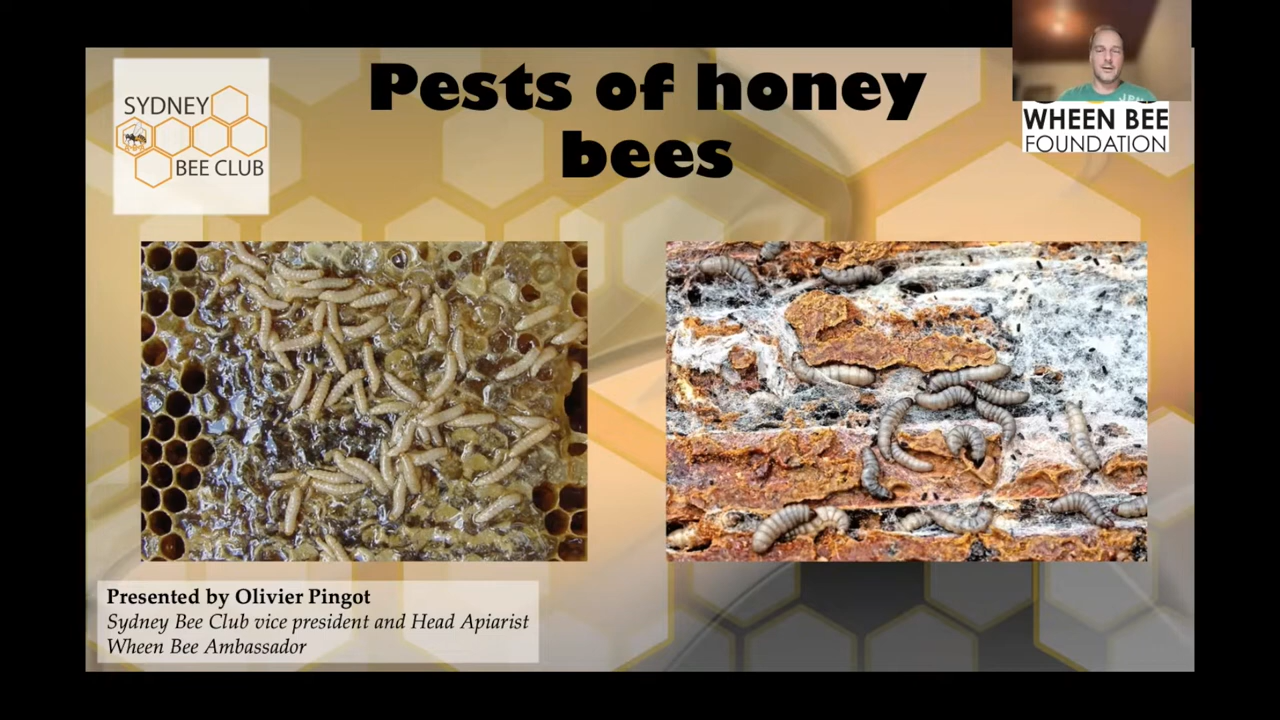 Pests of honey
bees
SYDNEY
BEE CLUB
WHEEN BEE
FOUNDATION
Presented by Olivier Pingot
Sydney Bee Club vice president and Head Apiarist
Wheen Bee Ambassador